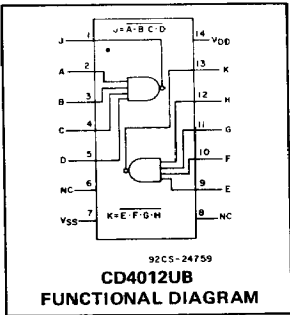 J = A·B·C·D
J 1
14 VDD
13 K
A 2
12 H
B 3
11 G
C 4
10 F
D 5
9 E
NC 6
8 NC
VSS 7
K=E·F·G·H
92CS-24759
CD4012UB
FUNCTIONAL DIAGRAM